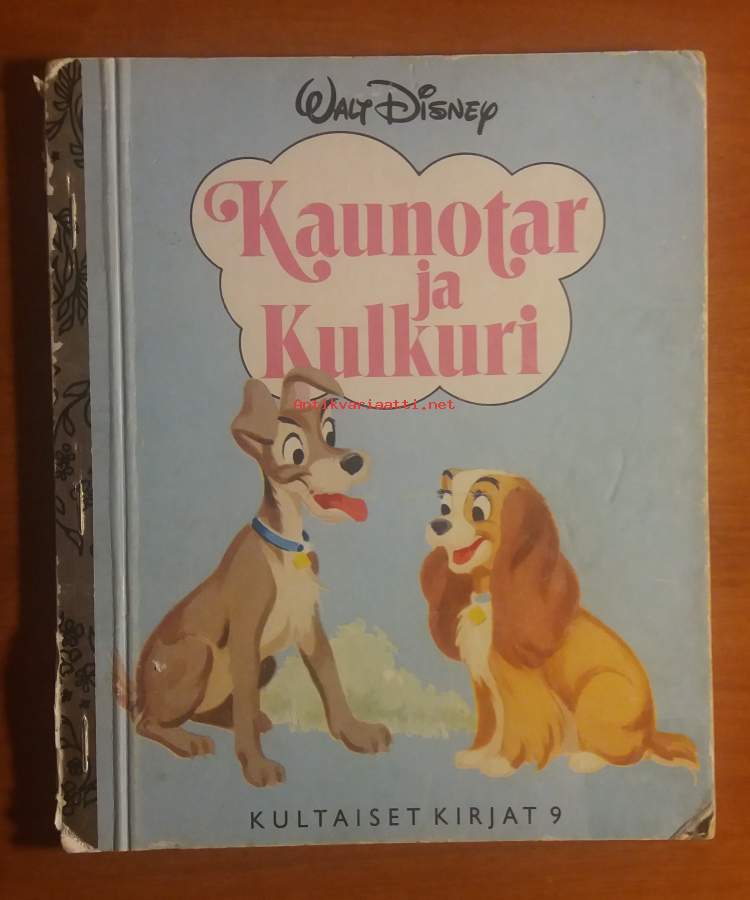 Walt Disney
Kaunotar
ja
Kulkuri
Antikvariaatti.net
KULTAISET KIRJAT 9